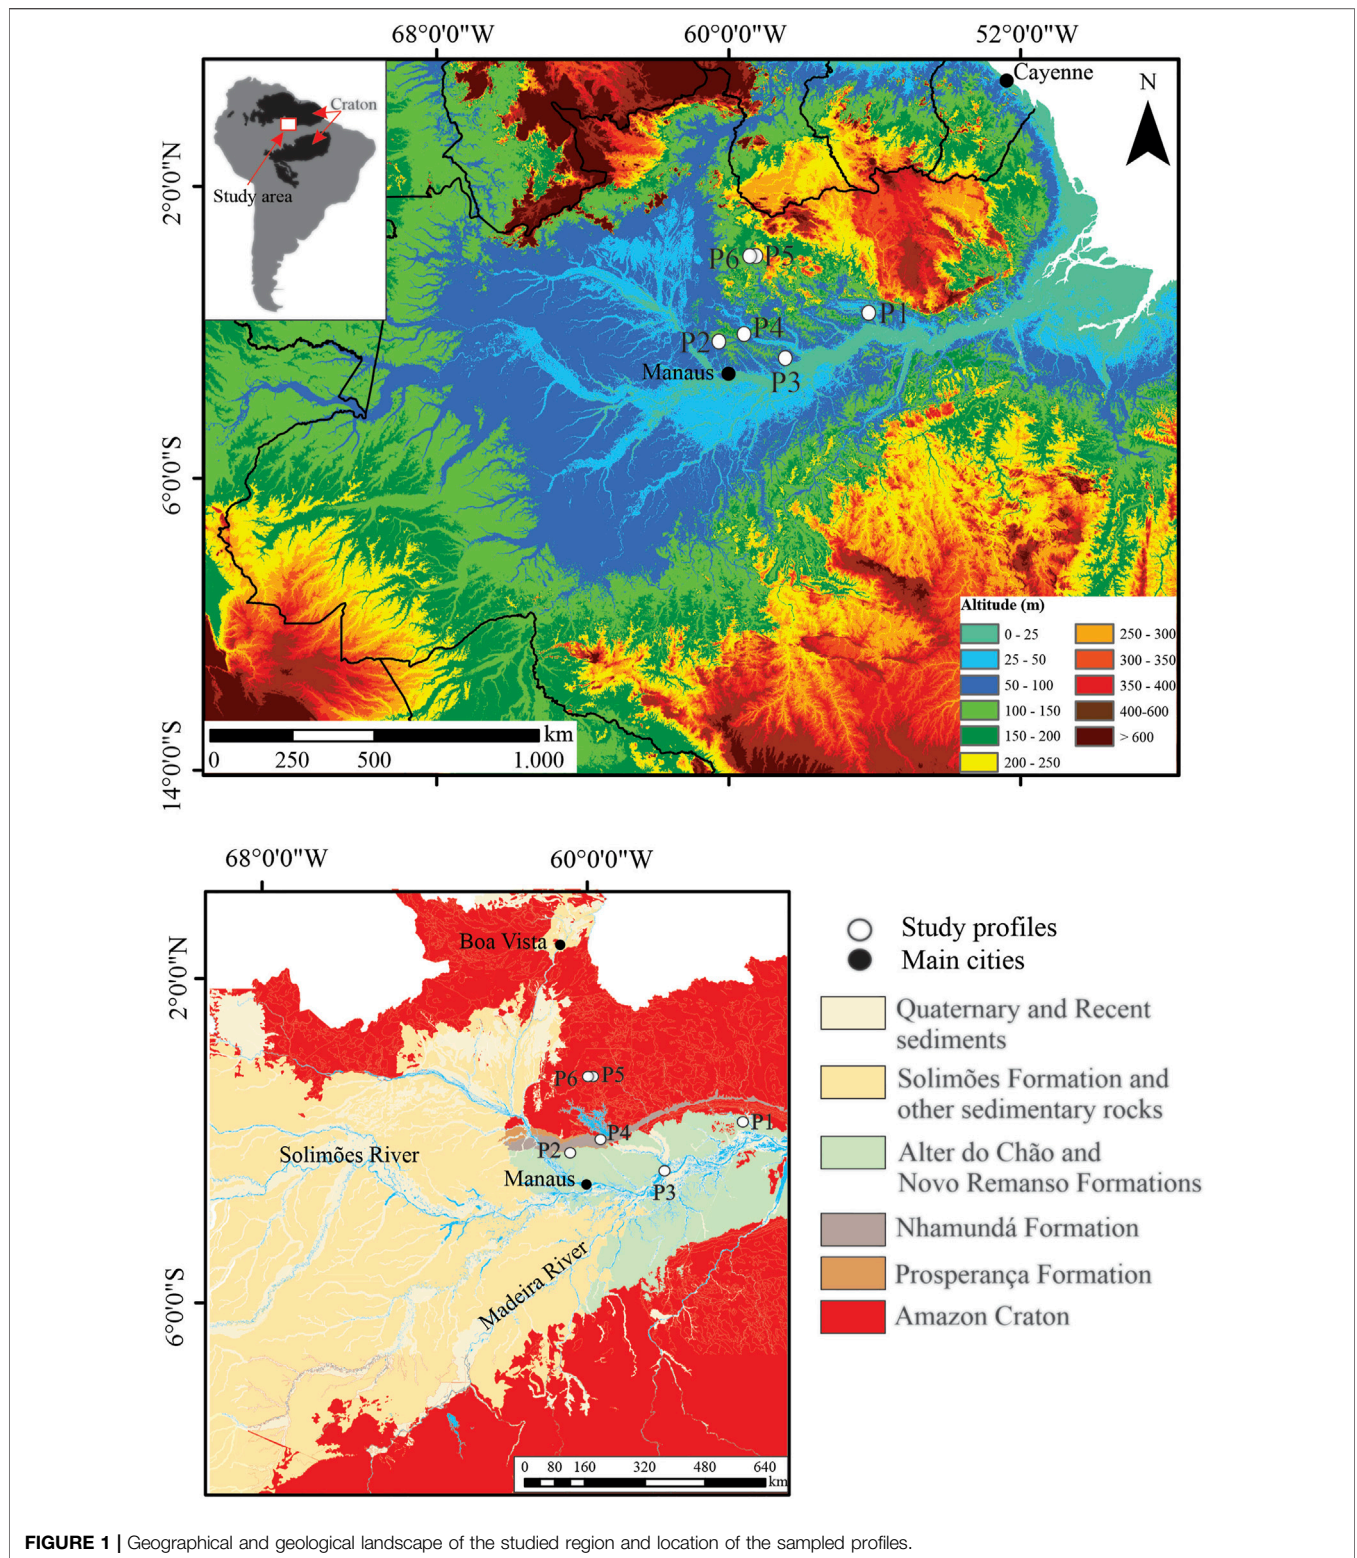 68°0'0"W
60°0'0"W
52°0'0"W
Cayenne
N
Craton
Study area
2°0'0"N
6°0'0"S
14°0'0"S
P6
P5
P1
P4
P2
P3
Manaus
Altitude (m)
0 - 25
25 - 50
50 - 100
100 - 150
150 - 200
200 - 250
250 - 300
300 - 350
350 - 400
400-600
> 600
km
0
250
500
1.000
68°0'0"W
60°0'0"W
2°0'0"N
6°0'0"S
Boa Vista
P6
P5
P1
P4
P2
P3
Solimões River
Manaus
Madeira River
0 80 160 320 480 640
km
Study profiles
Main cities
Quaternary and Recent
sediments
Solimões Formation and
other sedimentary rocks
Alter do Chão and
Novo Remanso Formations
Nhamundá Formation
Prosperança Formation
Amazon Craton
FIGURE 1 | Geographical and geological landscape of the studied region and location of the sampled profiles.